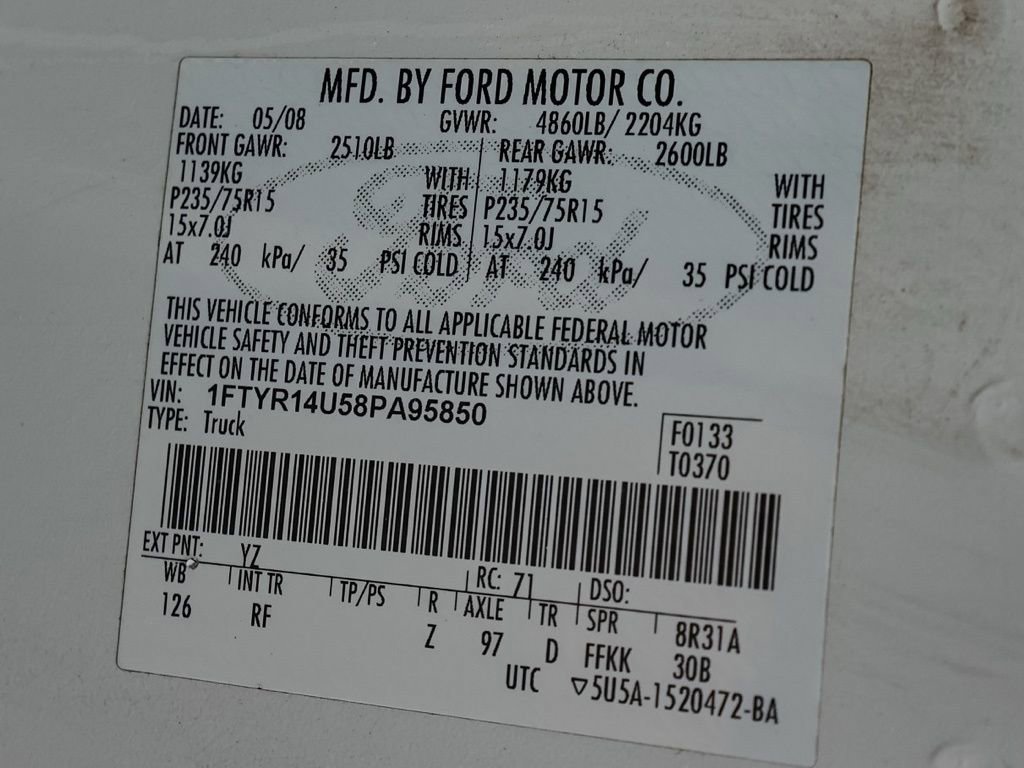 MFD. BY FORD MOTOR CO.
DATE: 05/08 GVWR: 4860LB/ 2204KG
FRONT GAWR: 2510LB REAR GAWR: 2600LB
1139KG WITH 1179KG WITH
P235/75R15 TIRES P235/75R15 TIRES
15x7.0J RIMS 15x7.0J RIMS
AT 240 kPa/ 35 PSI COLD AT 240 kPa/ 35 PSI COLD
THIS VEHICLE CONFORMS TO ALL APPLICABLE FEDERAL MOTOR
VEHICLE SAFETY AND THEFT PREVENTION STANDARDS IN
EFFECT ON THE DATE OF MANUFACTURE SHOWN ABOVE.
VIN: 1FTYR14U58PA95850
TYPE: Truck
F0133
T0370
EXT PNT: YZ RC: 71 DSO:
WB INT TR TP/PS R AXLE TR SPR 8R31A
126 RF Z 97 D FFKK 30B
UTC ▽5U5A-1520472-BA